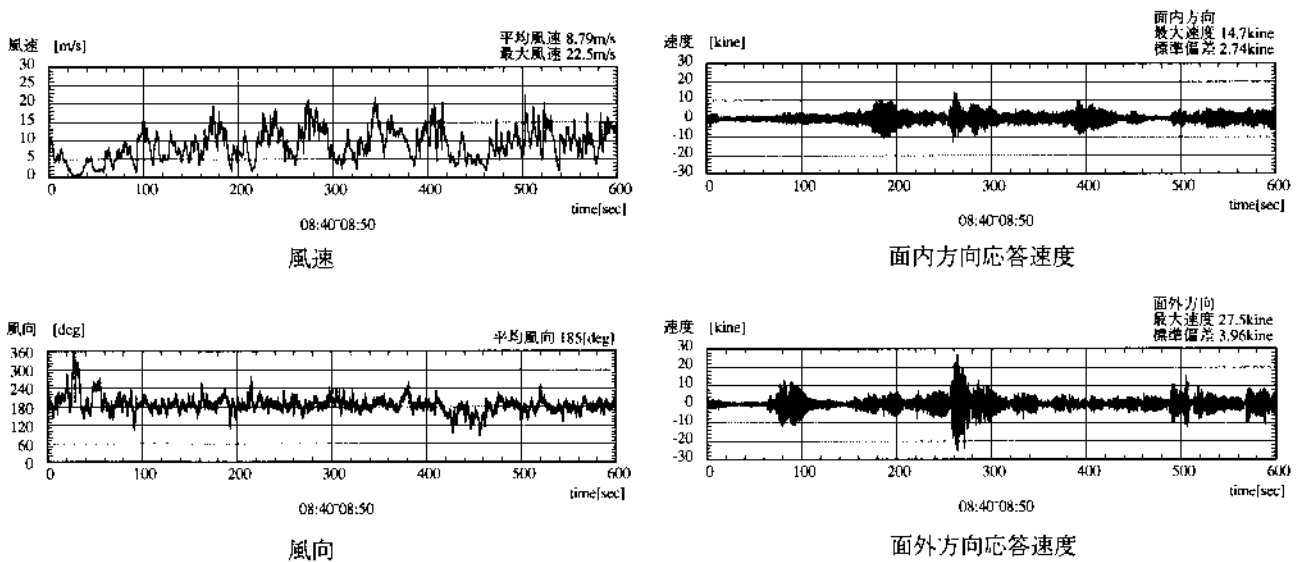 風速 [m/s]
平均風速 8.79m/s
最大風速 22.5m/s
30
25
20
15
10
5
0
0 100 200 300 400 500 600
time[sec]
08:40~08:50
風速
速度 [kine]
面内方向
最大速度 14.7kine
標準偏差 2.74kine
30
20
10
0
-10
-20
-30
0 100 200 300 400 500 600
time[sec]
08:40~08:50
面内方向応答速度
風向 [deg]
平均風向 185[deg]
360
300
240
180
120
60
0
0 100 200 300 400 500 600
time[sec]
08:40~08:50
風向
速度 [kine]
面外方向
最大速度 27.5kine
標準偏差 3.96kine
30
20
10
0
-10
-20
-30
0 100 200 300 400 500 600
time[sec]
08:40~08:50
面外方向応答速度